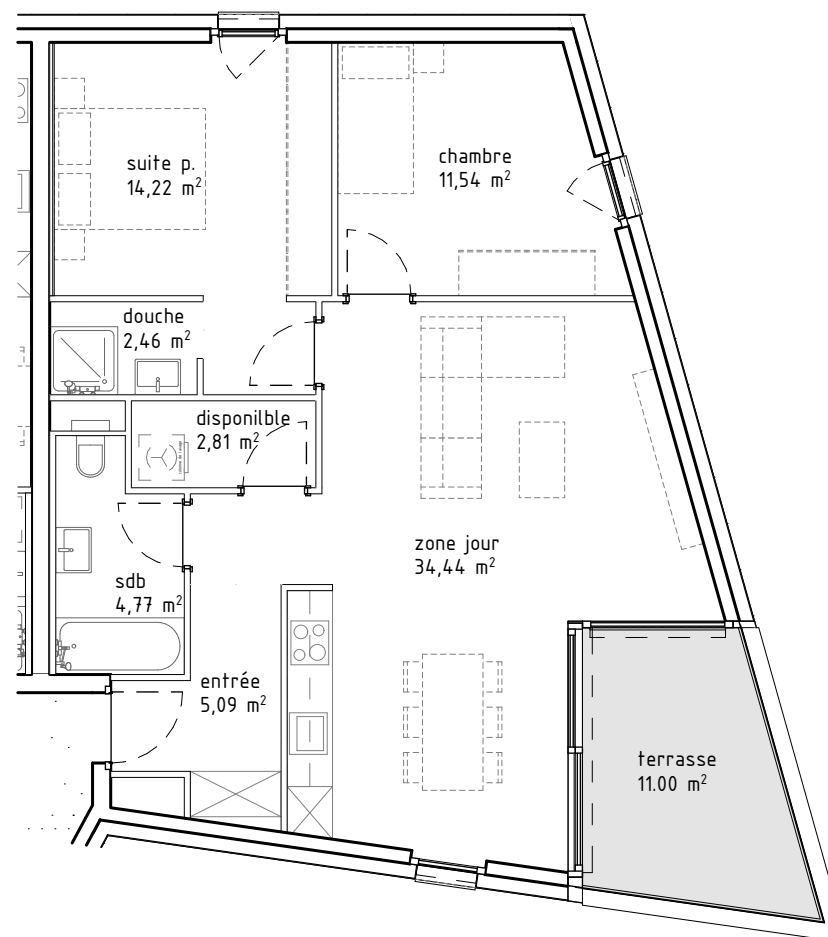 suite p.
14,22 m²
chambre
11,54 m²
douche
2,46 m²
disponilble
2,81 m²
zone jour
34,44 m²
sdb
4,77 m²
entrée
5,09 m²
terrasse
11.00 m²